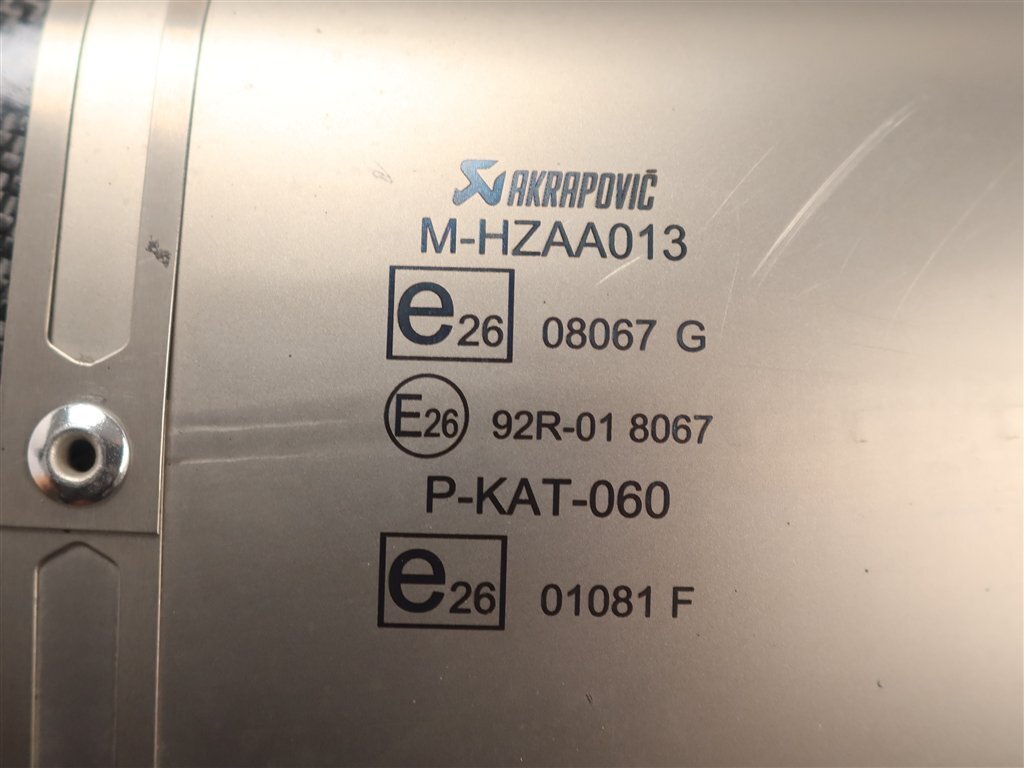 AKRAPOVIČ
M-HZAA013
e26 08067 G
E26 92R-01 8067
P-KAT-060
e26 01081 F